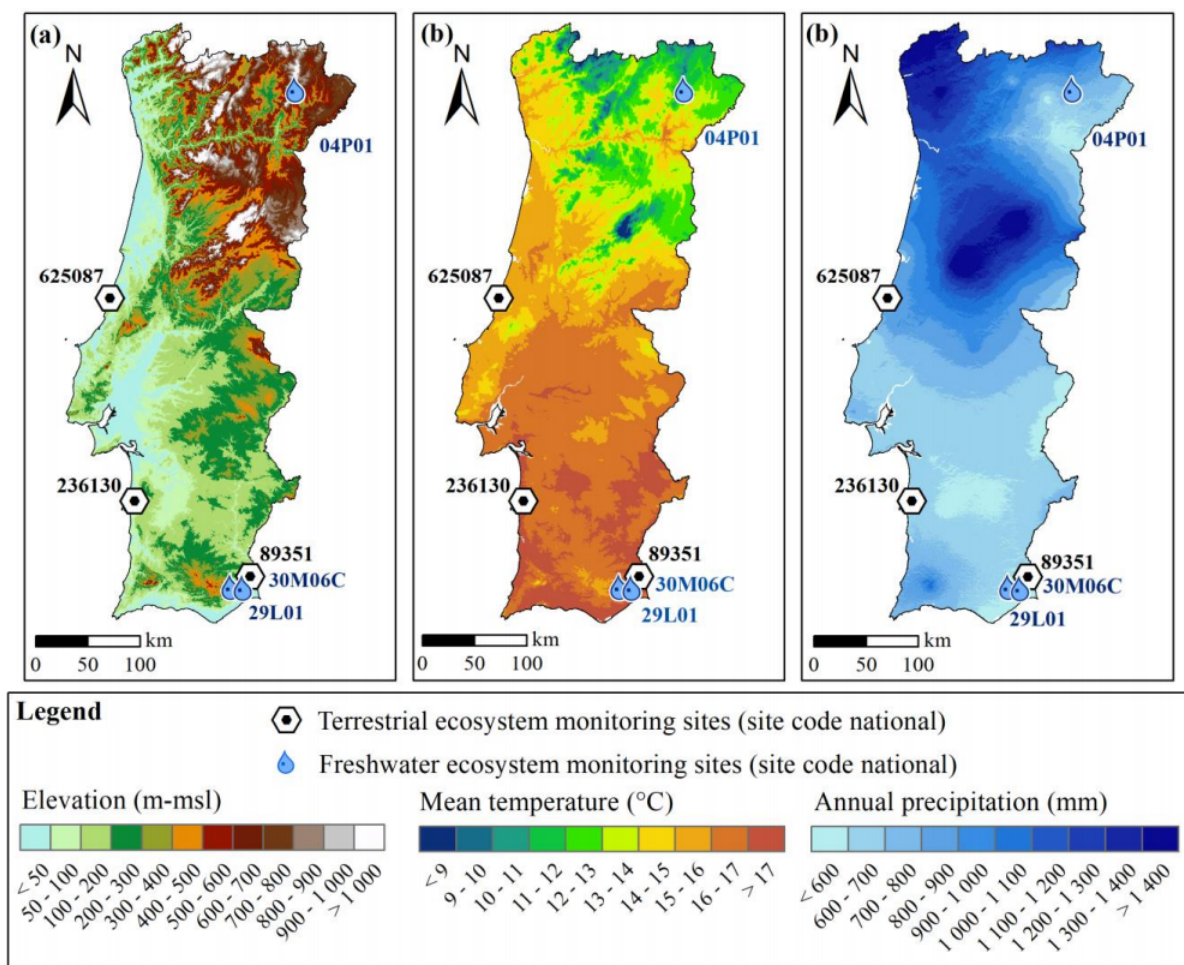 (a)
N
04P01
625087
236130
89351
30M06C
29L01
km
0 50 100
(b)
N
04P01
625087
236130
89351
30M06C
29L01
km
0 50 100
(b)
N
04P01
625087
236130
89351
30M06C
29L01
km
0 50 100
Legend
Terrestrial ecosystem monitoring sites (site code national)
Freshwater ecosystem monitoring sites (site code national)
Elevation (m-msl)
< 50
50 - 100
100 - 200
200 - 300
300 - 400
400 - 500
500 - 600
600 - 700
700 - 800
800 - 900
900 - 1 000
> 1 000
Mean temperature (°C)
< 9
9 - 10
10 - 11
11 - 12
12 - 13
13 - 14
14 - 15
15 - 16
16 - 17
> 17
Annual precipitation (mm)
< 600
600 - 700
700 - 800
800 - 900
900 - 1 000
1 000 - 1 100
1 100 - 1 200
1 200 - 1 300
1 300 - 1 400
> 1 400